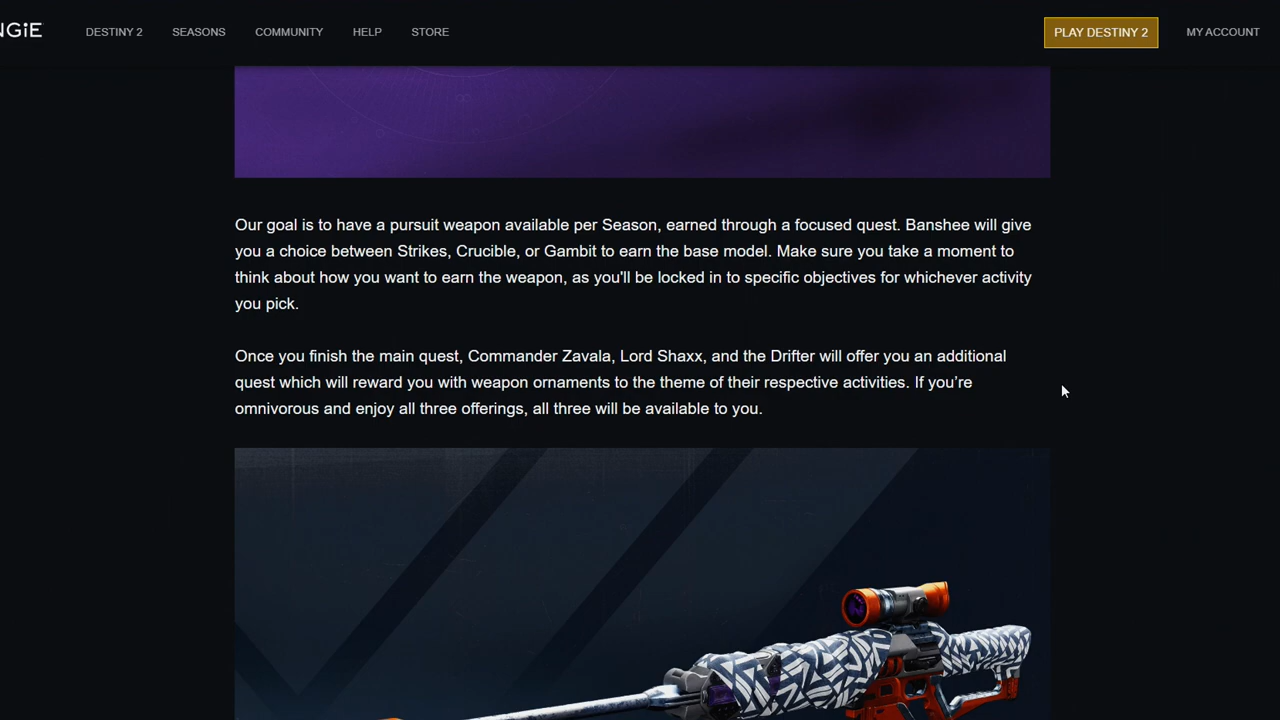 NGiE
DESTINY 2
SEASONS
COMMUNITY
HELP
STORE
PLAY DESTINY 2
MY ACCOUNT
Our goal is to have a pursuit weapon available per Season, earned through a focused quest. Banshee will give
you a choice between Strikes, Crucible, or Gambit to earn the base model. Make sure you take a moment to
think about how you want to earn the weapon, as you'll be locked in to specific objectives for whichever activity
you pick.
Once you finish the main quest, Commander Zavala, Lord Shaxx, and the Drifter will offer you an additional
quest which will reward you with weapon ornaments to the theme of their respective activities. If you’re
omnivorous and enjoy all three offerings, all three will be available to you.